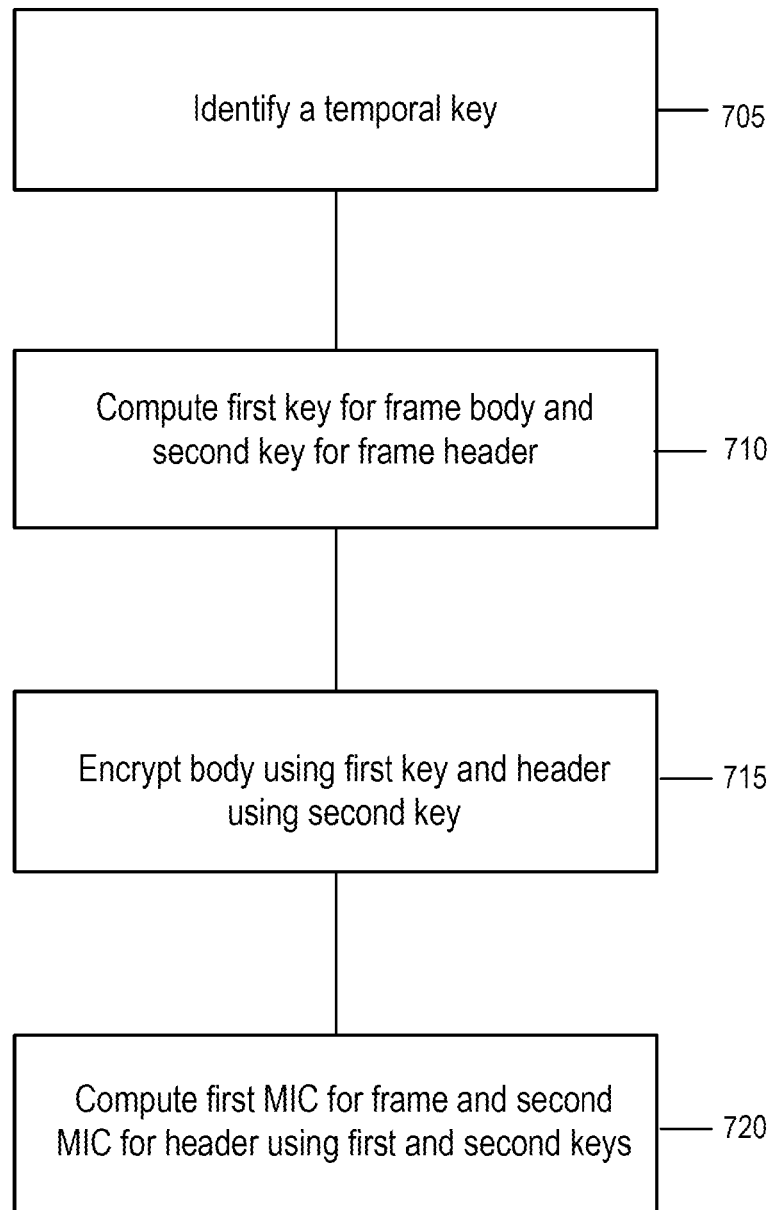 Identify a temporal key
705
Compute first key for frame body and
second key for frame header
710
Encrypt body using first key and header
using second key
715
Compute first MIC for frame and second
MIC for header using first and second keys
720